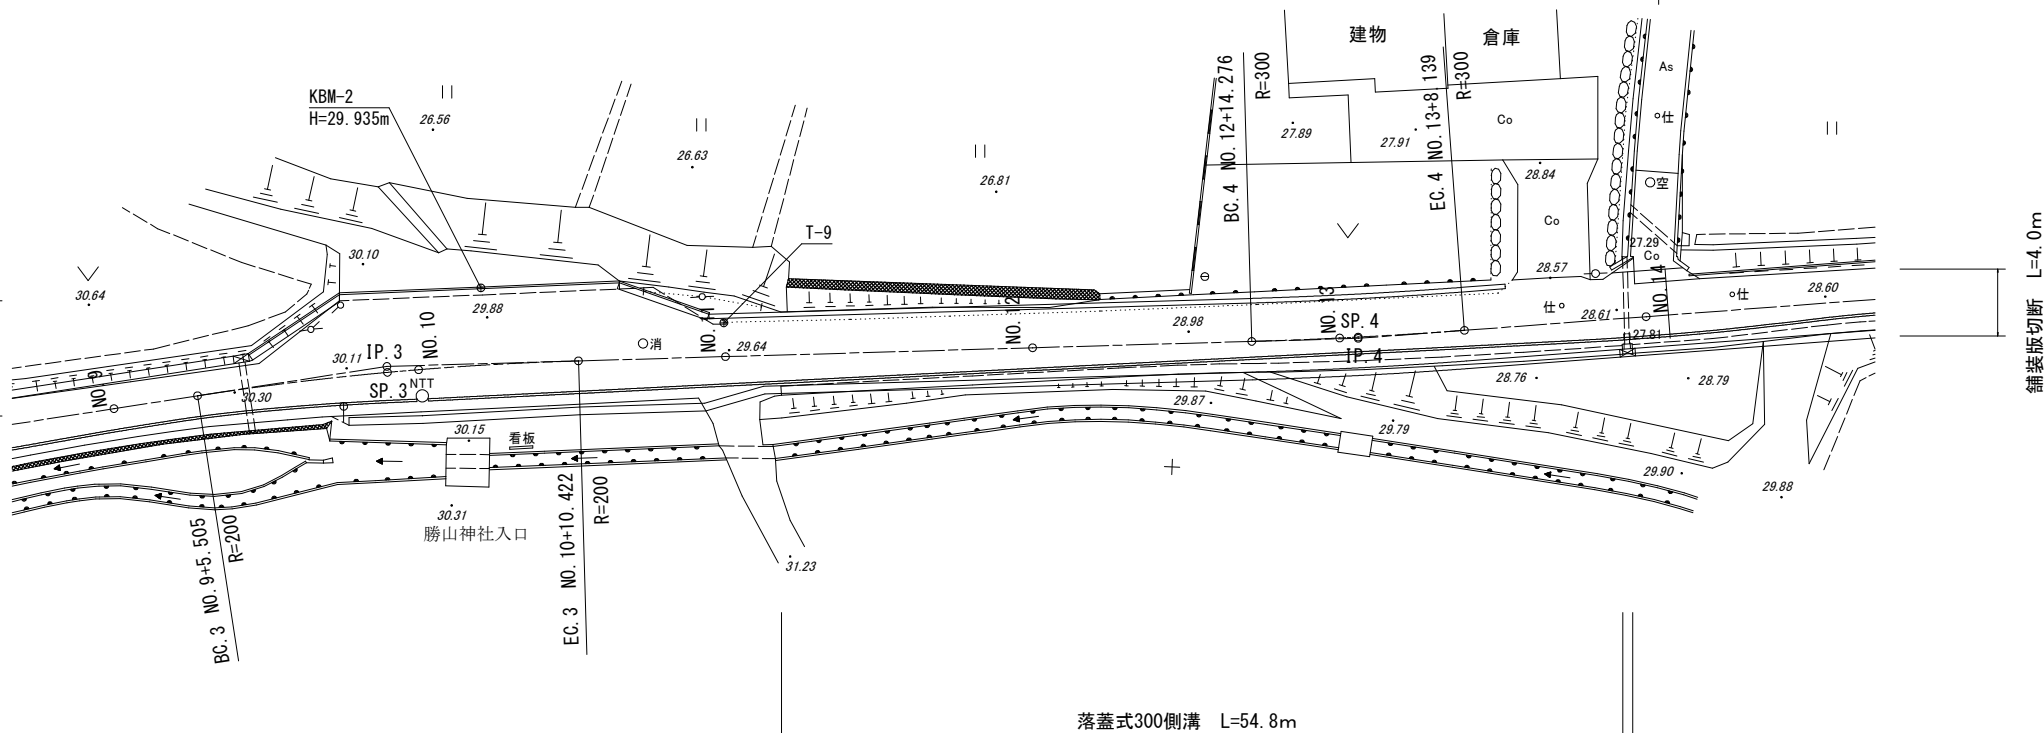 建物
倉庫
As
仕
空
KBM-2
H=29.935m
26.56
26.63
26.81
27.89
27.91
Co
28.84
Co
BC.4 NO.12+14.276
R=300
EC.4 NO.13+8.139
R=300
T-9
30.10
30.64
29.88
27.29
Co
28.57
NO.14
仕
28.60
仕
28.61
27.81
NO.13
SP.4
IP.4
28.98
NO.12
NO.11
29.64
消
NO.10
IP.3
30.11
SP.3
NTT
NO.9
30.30
30.15
看板
30.31
勝山神社入口
BC.3 NO.9+5.505
R=200
EC.3 NO.10+10.422
R=200
31.23
29.87
29.79
28.76
28.79
29.90
29.88
舗装版切断 L=4.0m
落蓋式300側溝 L=54.8m